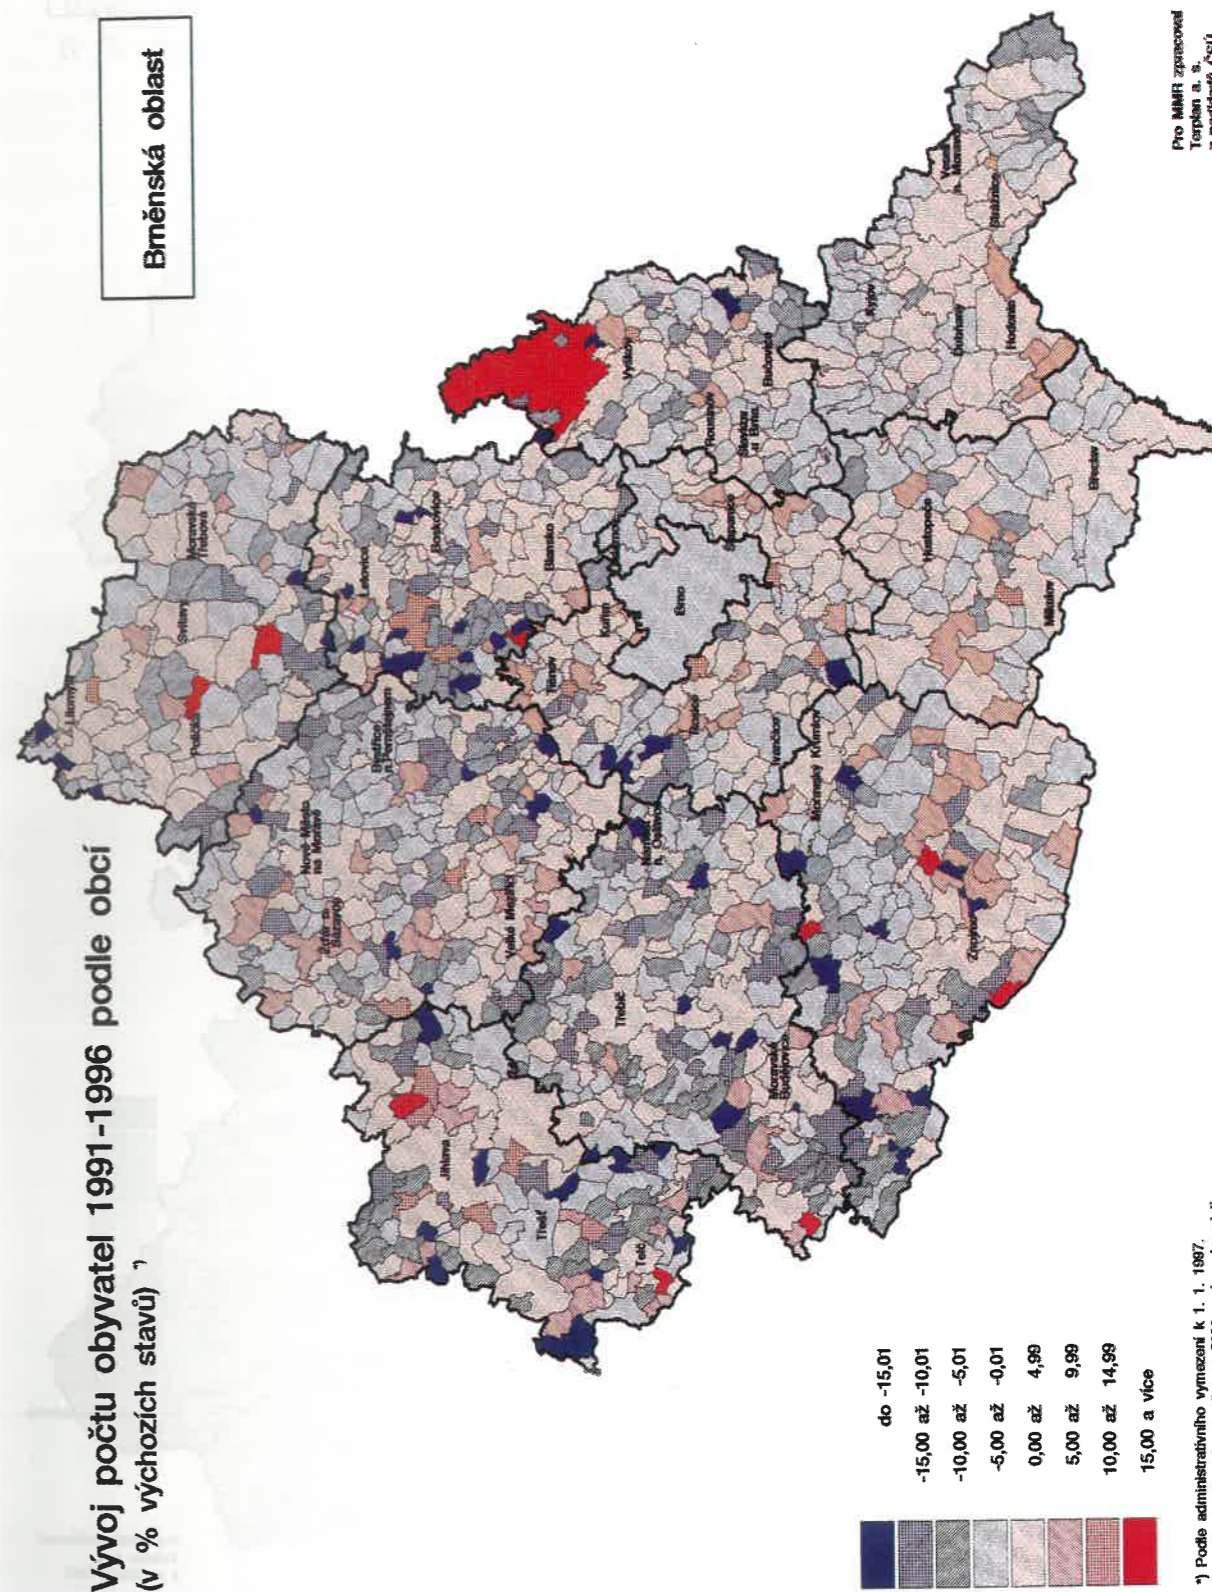 Vývoj počtu obyvatel 1991-1996 podle obcí
(v % výchozích stavů) *)
Brněnská oblast
Litomyšl
Svitavy
Moravská
Třebová
Polička
Letovice
Boskovice
Bystřice
n. Pernštejnem
Nové Město
na Moravě
Žďár n.
Sázavou
Velké Meziříčí
Blansko
Tišnov
Kuřim
Brno
Šlapanice
Vyškov
Rousínov
Bučovice
Slavkov
u Brna
Rosice
Ivančice
Náměšť
n. Oslavou
Třebíč
Jihlava
Třešť
Telč
Moravské
Budějovice
Moravský Krumlov
Znojmo
Hustopeče
Mikulov
Břeclav
Kyjov
Dubňany
Hodonín
Strážnice
Veselí
n. Moravou
do -15,01
-15,00 až -10,01
-10,00 až -5,01
-5,00 až -0,01
0,00 až 4,99
5,00 až 9,99
10,00 až 14,99
15,00 a více
*) Podle administrativního vymezení k 1. 1. 1997.
Pro MMR zpracoval
Terplan a. s.
z podkladů ČSÚ